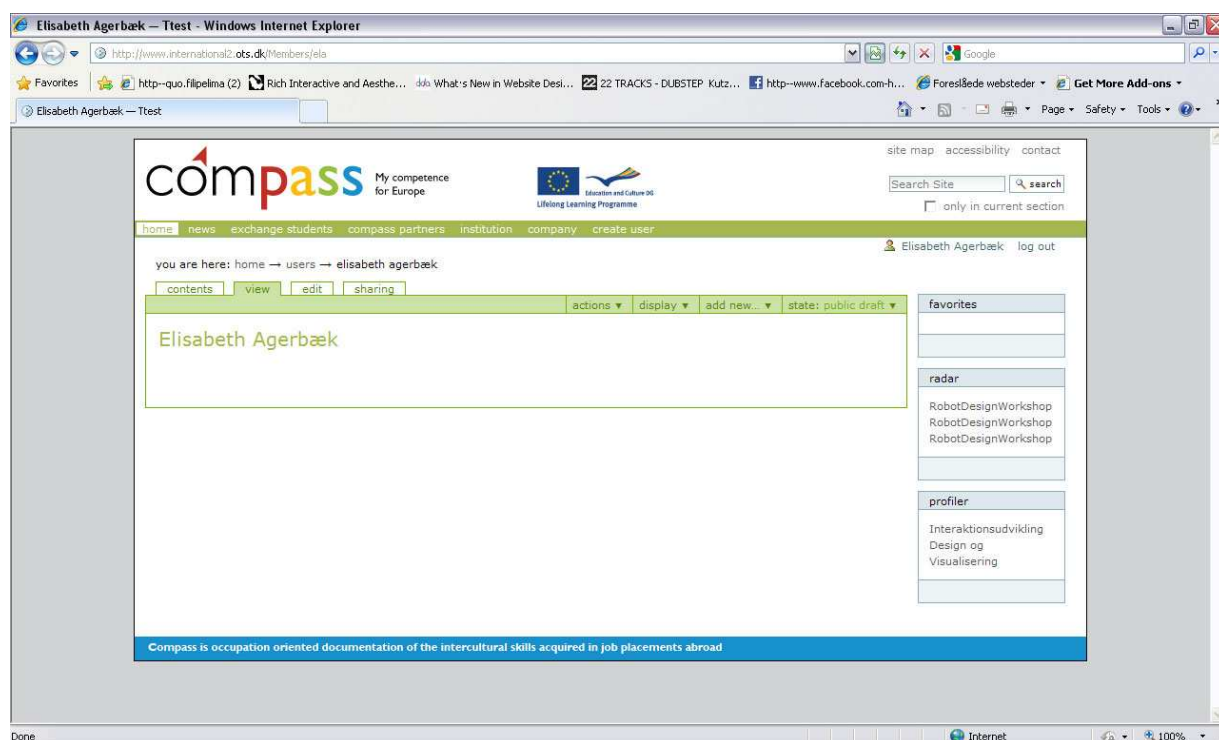 Elisabeth Agerbæk — Ttest - Windows Internet Explorer
http://www.international2.ots.dk/Members/ela
Google
Favorites http--quo.filipelima (2) Rich Interactive and Aesthe... dda What's New in Website Desi... 22 22 TRACKS - DUBSTEP Kutz... http--www.facebook.com-h... Foreslåede websteder Get More Add-ons
Elisabeth Agerbæk — Ttest
Page Safety Tools
site map accessibility contact
compass My competence
for Europe
Education and Culture DG
Lifelong Learning Programme
Search Site search
only in current section
home news exchange students compass partners institution company create user
Elisabeth Agerbæk log out
you are here: home → users → elisabeth agerbæk
contents view edit sharing
actions ▼ display ▼ add new... ▼ state: public draft ▼
Elisabeth Agerbæk
favorites
radar
RobotDesignWorkshop
RobotDesignWorkshop
RobotDesignWorkshop
profiler
Interaktionsudvikling
Design og
Visualisering
Compass is occupation oriented documentation of the intercultural skills acquired in job placements abroad
Done Internet 100%